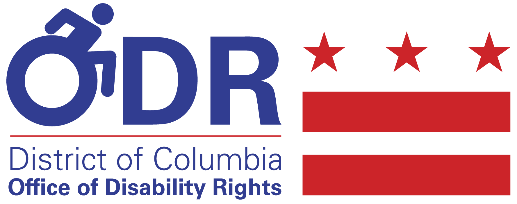 ODR
District of Columbia
Office of Disability Rights